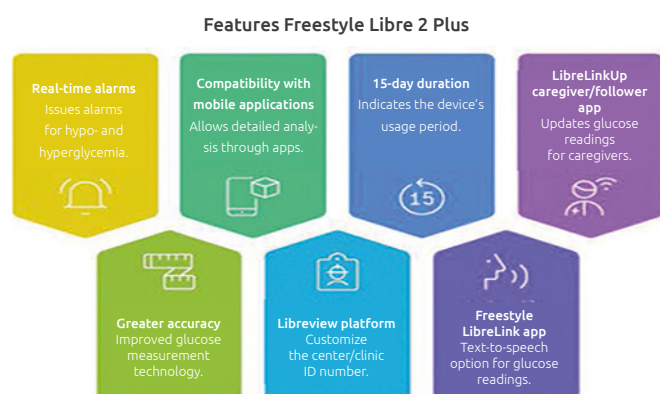 Features Freestyle Libre 2 Plus
Real-time alarms
Issues alarms
for hypo- and
hyperglycemia.
Compatibility with
mobile applications
Allows detailed analy-
sis through apps.
15-day duration
Indicates the device's
usage period.
15
LibreLinkUp
caregiver/follower
app
Updates glucose
readings
for caregivers.
Greater accuracy
Improved glucose
measurement
technology.
Libreview platform
Customize
the center/clinic
ID number.
Freestyle
LibreLink app
Text-to-speech
option for glucose
readings.